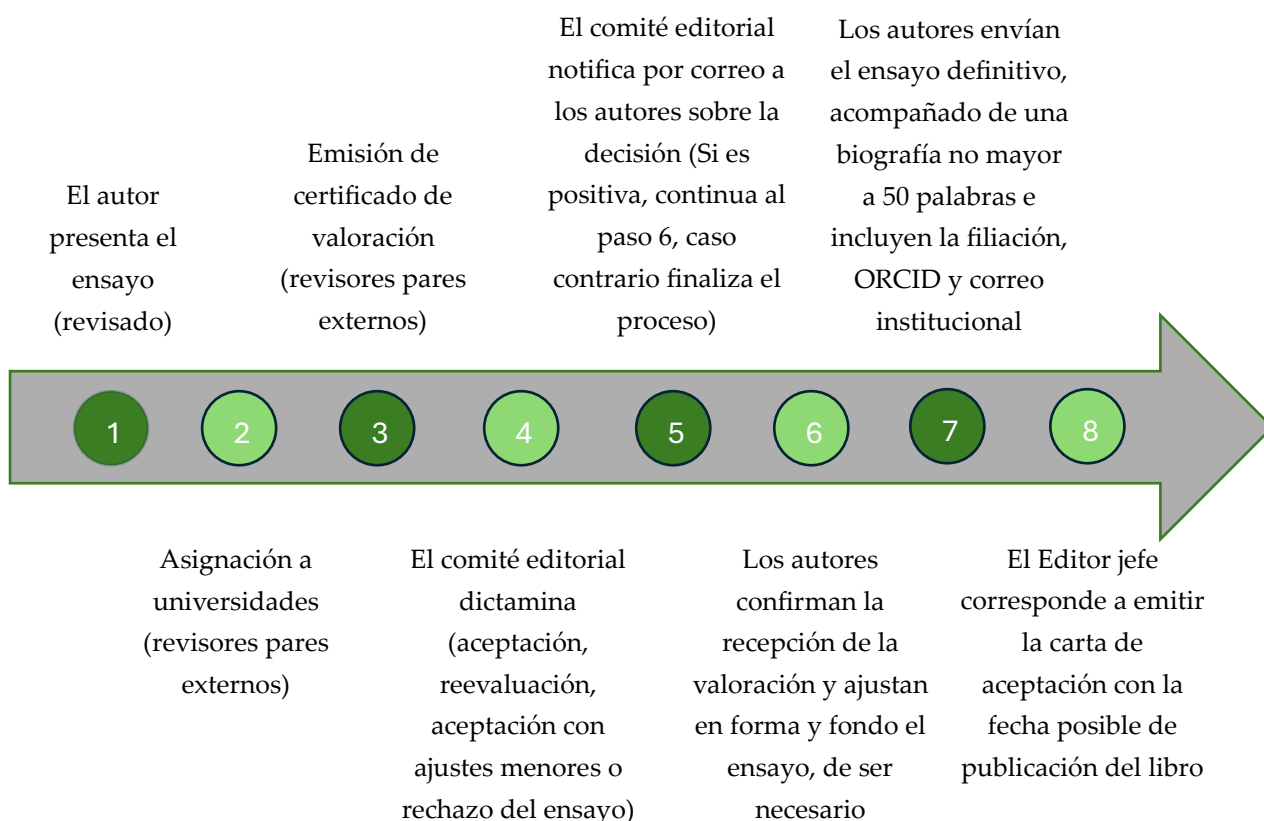 El autor
presenta el
ensayo
(revisado)
Emisión de
certificado de
valoración
(revisores pares
externos)
El comité editorial
notifica por correo a
los autores sobre la
decisión (Si es
positiva, continua al
paso 6, caso
contrario finaliza el
proceso)
Los autores envían
el ensayo definitivo,
acompañado de una
biografía no mayor
a 50 palabras e
incluyen la filiación,
ORCID y correo
institucional
1 2 3 4 5 6 7 8
Asignación a
universidades
(revisores pares
externos)
El comité editorial
dictamina
(aceptación,
reevaluación,
aceptación con
ajustes menores o
rechazo del ensayo)
Los autores
confirman la
recepción de la
valoración y ajustan
en forma y fondo el
ensayo, de ser
necesario
El Editor jefe
corresponde a emitir
la carta de
aceptación con la
fecha posible de
publicación del libro